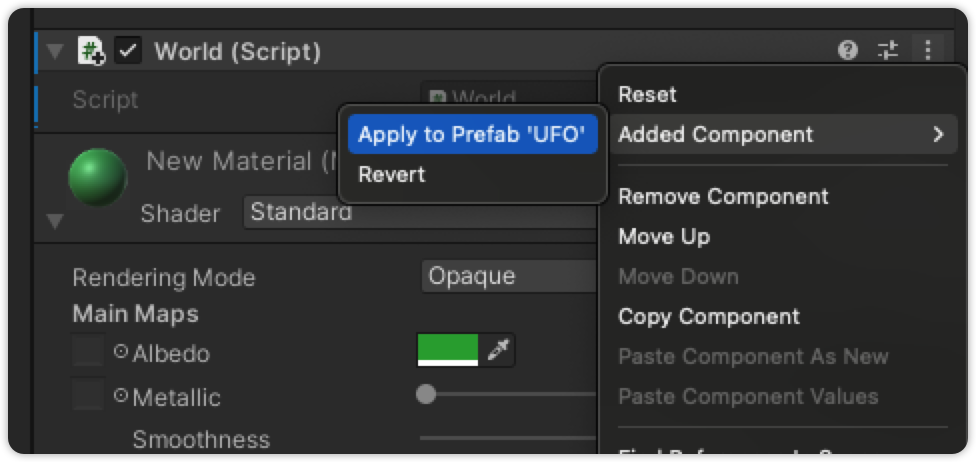 World (Script)
Script
World
New Material (
Shader
Standard
Rendering Mode
Opaque
Main Maps
Albedo
Metallic
Smoothness
Apply to Prefab 'UFO'
Revert
Reset
Added Component
Remove Component
Move Up
Move Down
Copy Component
Paste Component As New
Paste Component Values